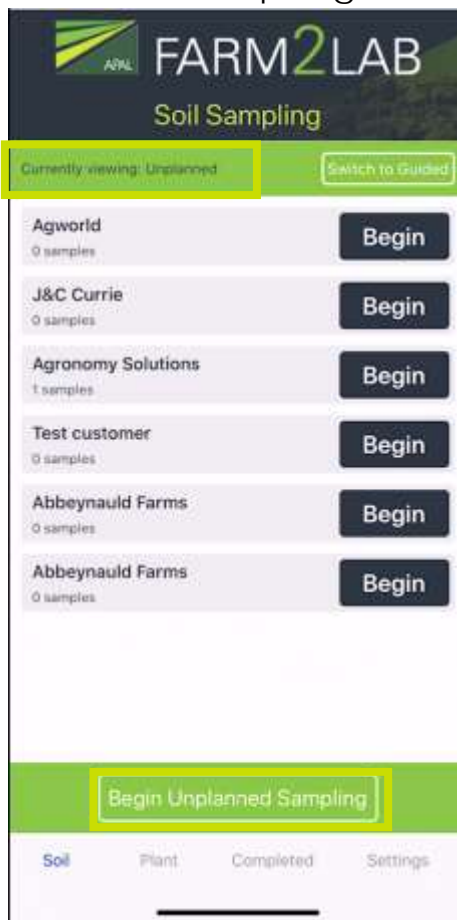 APAL FARM2LAB
Soil Sampling
Currently viewing: Unplanned Switch to Guided
Agworld
0 samples
Begin
J&C Currie
0 samples
Begin
Agronomy Solutions
1 samples
Begin
Test customer
0 samples
Begin
Abbeynauld Farms
0 samples
Begin
Abbeynauld Farms
0 samples
Begin
Begin Unplanned Sampling
Soil Plant Completed Settings